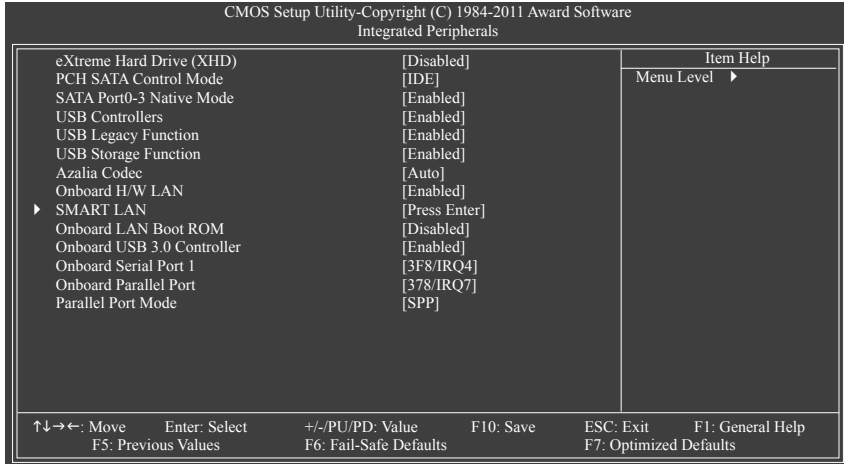 CMOS Setup Utility-Copyright (C) 1984-2011 Award Software
Integrated Peripherals
eXtreme Hard Drive (XHD) [Disabled] Item Help
PCH SATA Control Mode [IDE] Menu Level ▶
SATA Port0-3 Native Mode [Enabled]
USB Controllers [Enabled]
USB Legacy Function [Enabled]
USB Storage Function [Enabled]
Azalia Codec [Auto]
Onboard H/W LAN [Enabled]
▶ SMART LAN [Press Enter]
Onboard LAN Boot ROM [Disabled]
Onboard USB 3.0 Controller [Enabled]
Onboard Serial Port 1 [3F8/IRQ4]
Onboard Parallel Port [378/IRQ7]
Parallel Port Mode [SPP]
↑↓→←: Move Enter: Select +/-/PU/PD: Value F10: Save ESC: Exit F1: General Help
F5: Previous Values F6: Fail-Safe Defaults F7: Optimized Defaults